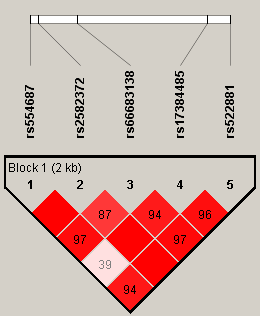 rs554687
rs2582372
rs66683138
rs17384485
rs522881
Block 1 (2 kb)
1 2 3 4 5
87 94 96
97 97
39
94